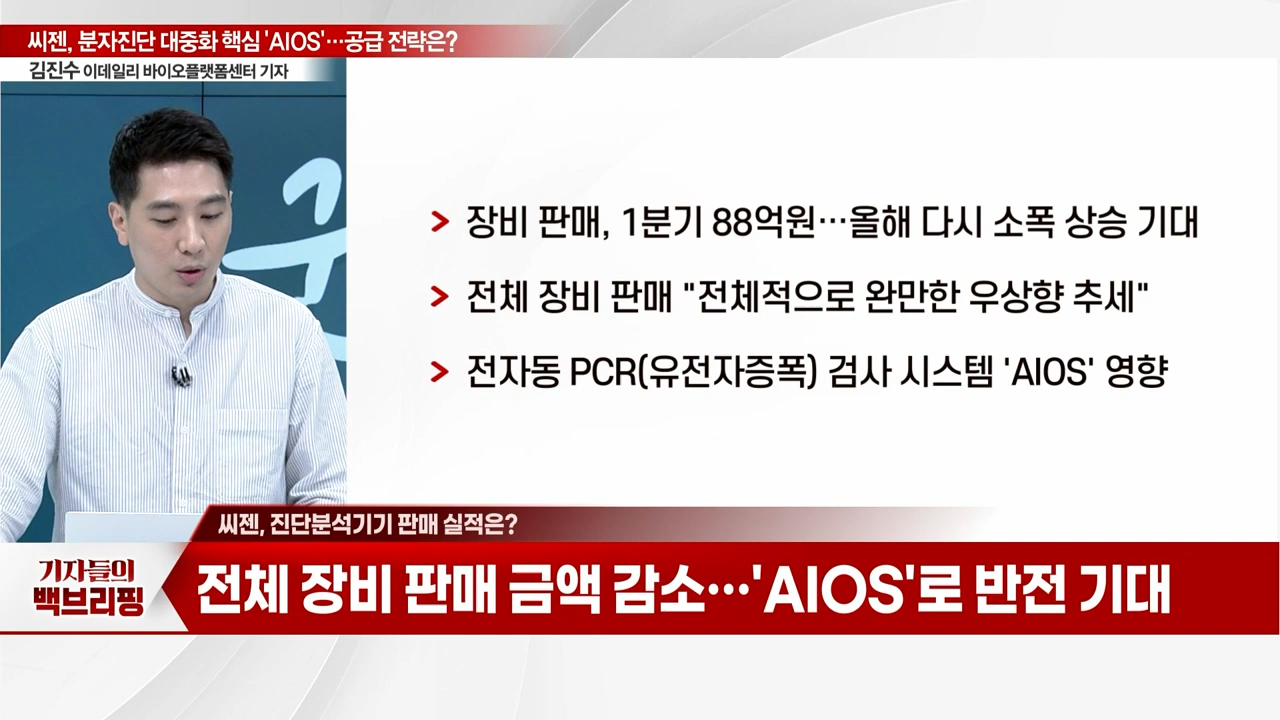 씨젠, 분자진단 대중화 핵심 'AIOS'…공급 전략은?
김진수 이데일리 바이오플랫폼센터 기자
> 장비 판매, 1분기 88억원…올해 다시 소폭 상승 기대
> 전체 장비 판매 "전체적으로 완만한 우상향 추세"
> 전자동 PCR(유전자증폭) 검사 시스템 'AIOS' 영향
씨젠, 진단분석기기 판매 실적은?
기자들의
백브리핑
전체 장비 판매 금액 감소…'AIOS'로 반전 기대